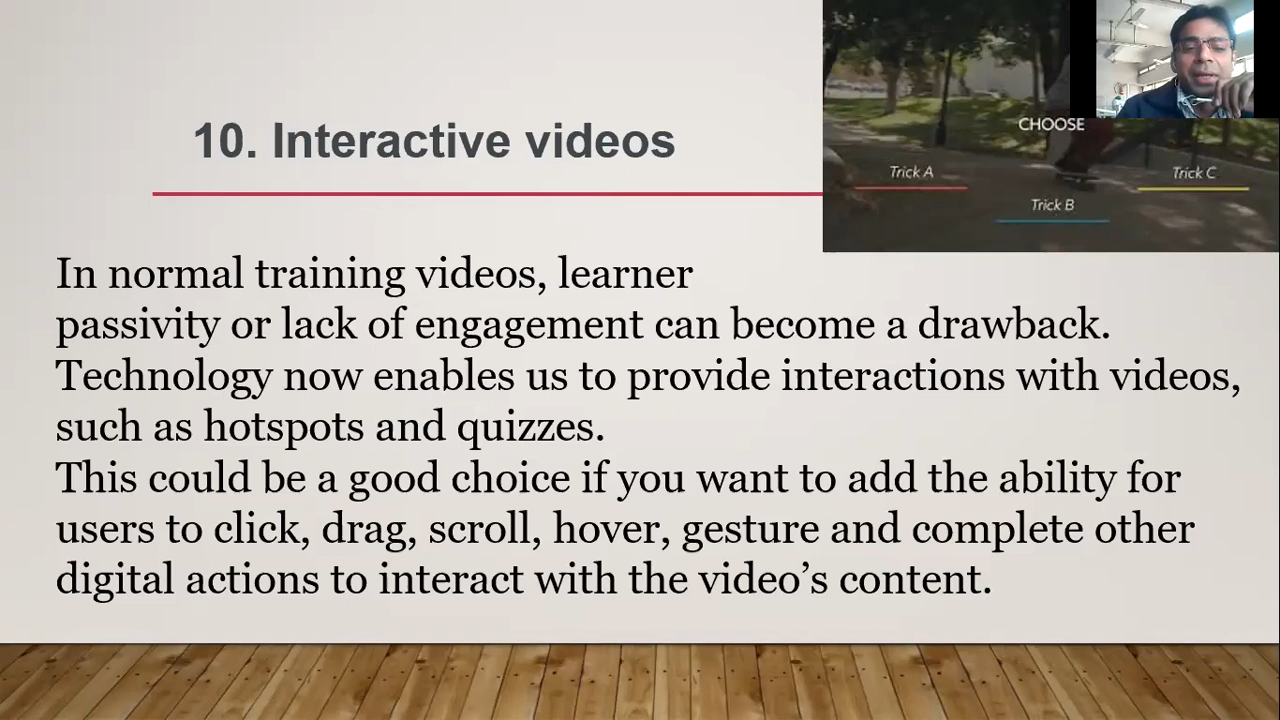 10. Interactive videos
CHOOSE
Trick A
Trick C
Trick B
In normal training videos, learner
passivity or lack of engagement can become a drawback.
Technology now enables us to provide interactions with videos,
such as hotspots and quizzes.
This could be a good choice if you want to add the ability for
users to click, drag, scroll, hover, gesture and complete other
digital actions to interact with the video’s content.